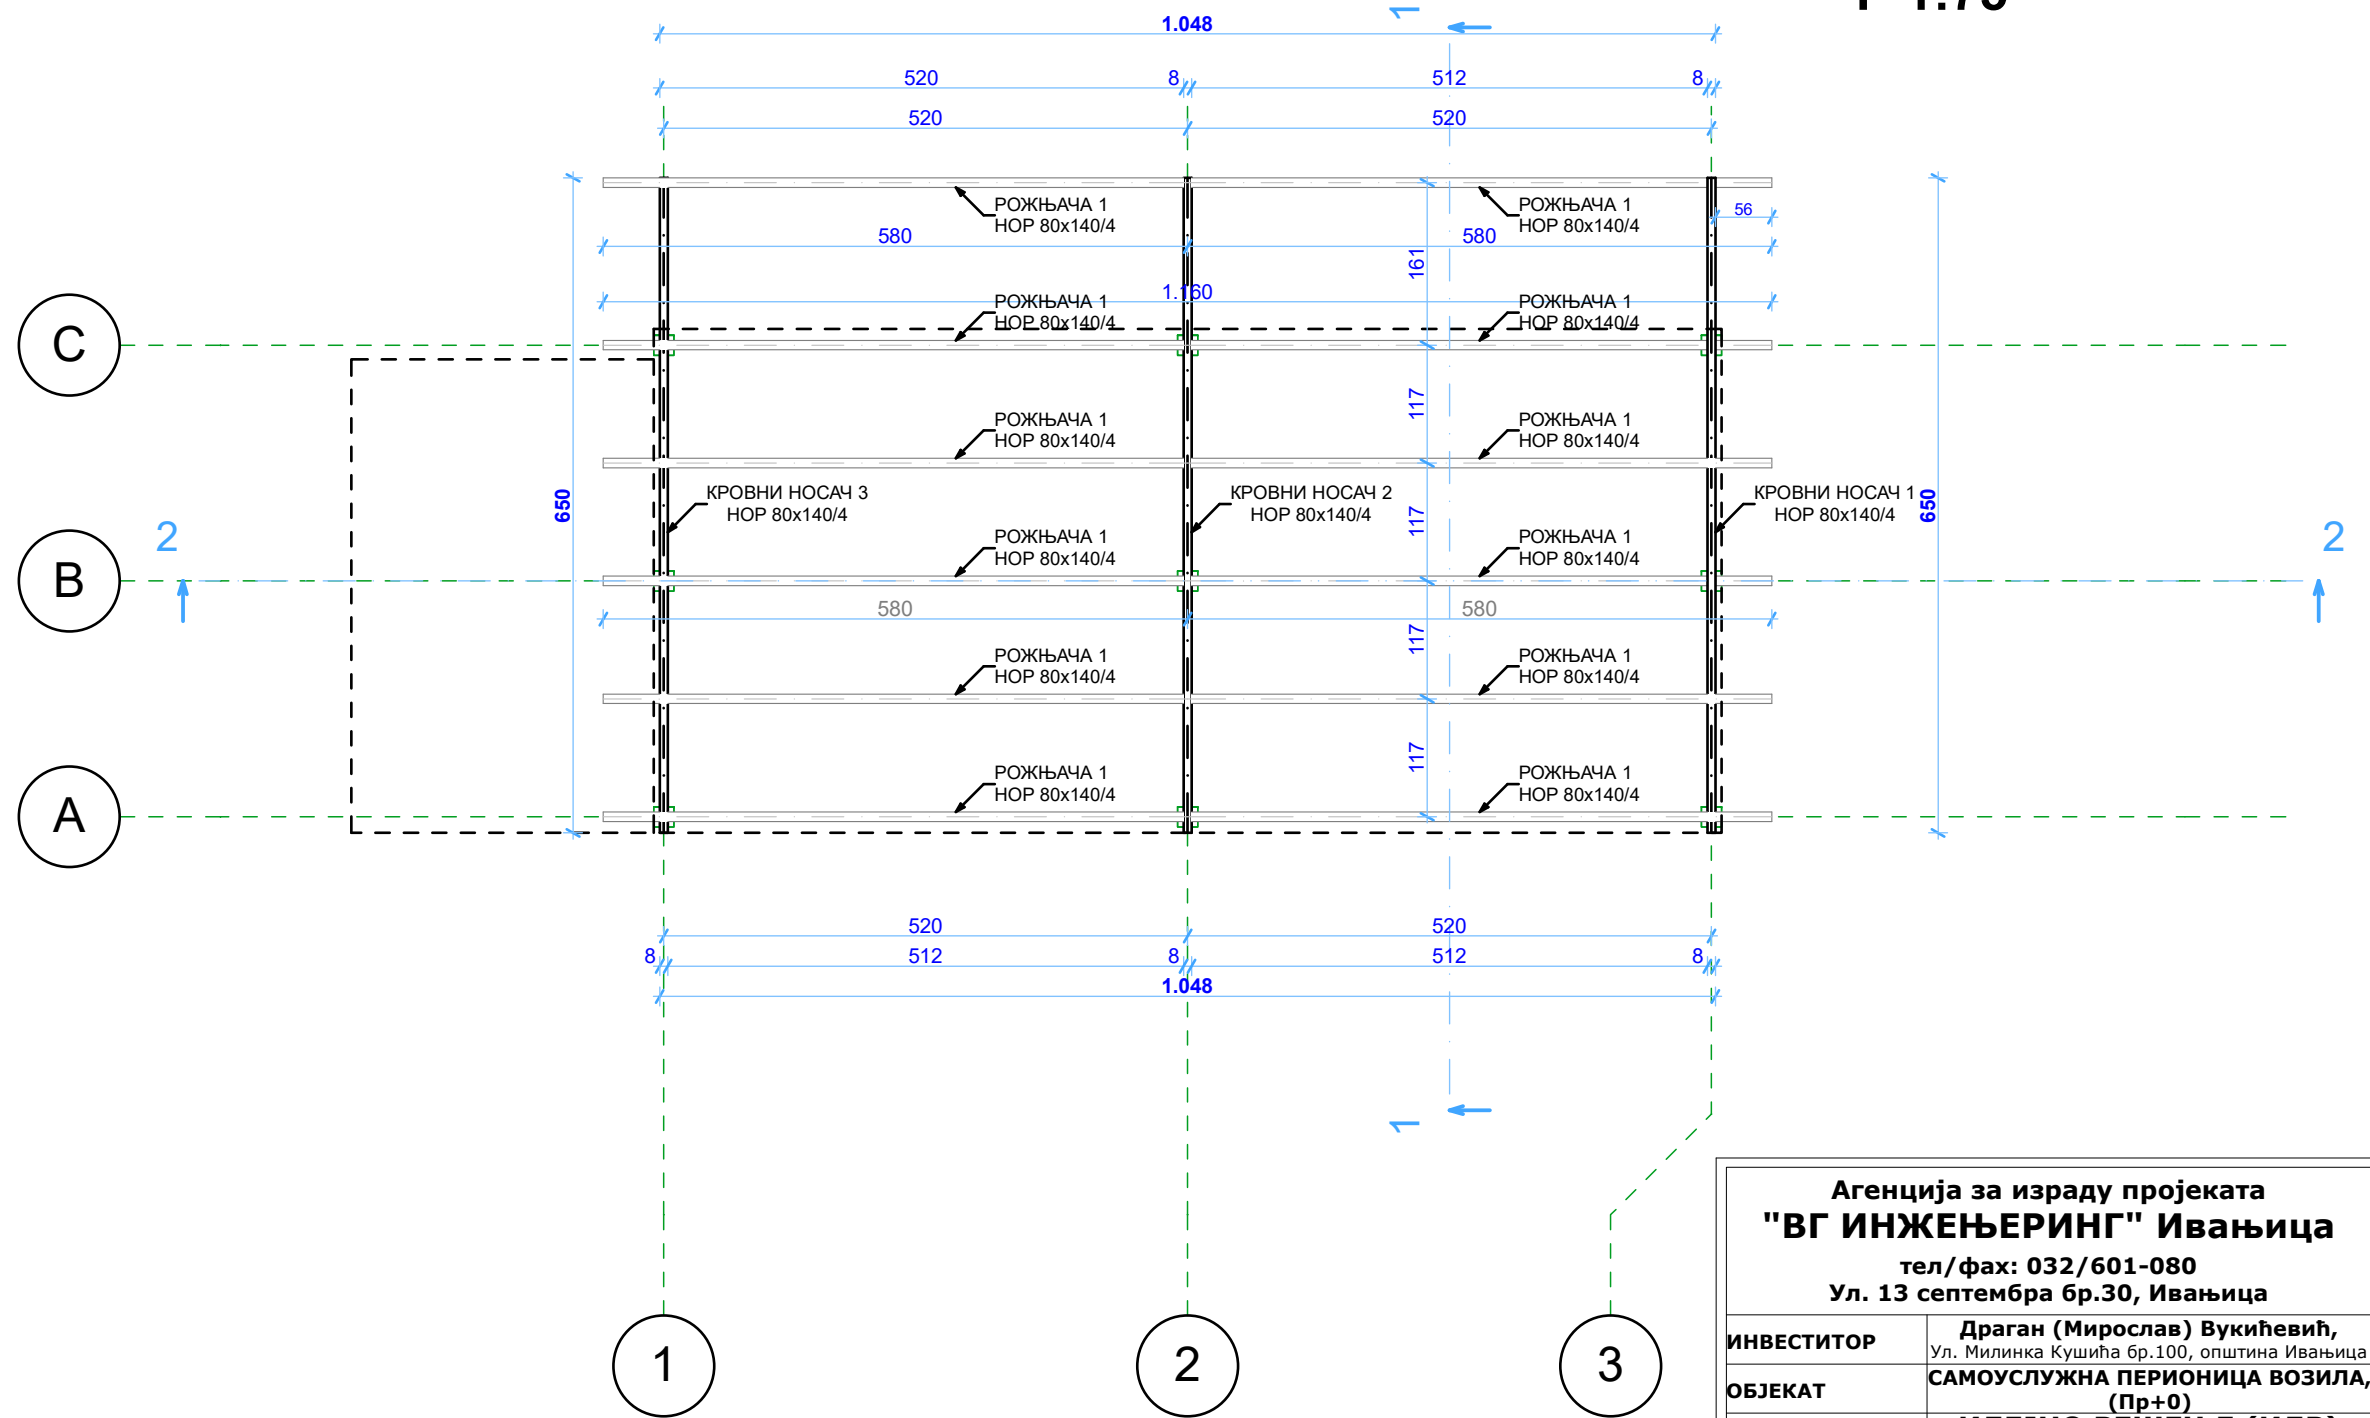 1.048
1
520
8
512
8
520
520
РОЖЊАЧА 1
НОР 80x140/4
РОЖЊАЧА 1
НОР 80x140/4
56
580
580
161
1.160
РОЖЊАЧА 1
НОР 80x140/4
РОЖЊАЧА 1
НОР 80x140/4
C
117
РОЖЊАЧА 1
НОР 80x140/4
РОЖЊАЧА 1
НОР 80x140/4
650
КРОВНИ НОСАЧ 3
НОР 80x140/4
КРОВНИ НОСАЧ 2
НОР 80x140/4
КРОВНИ НОСАЧ 1
НОР 80x140/4
650
117
2
2
РОЖЊАЧА 1
НОР 80x140/4
РОЖЊАЧА 1
НОР 80x140/4
B
580
580
117
РОЖЊАЧА 1
НОР 80x140/4
РОЖЊАЧА 1
НОР 80x140/4
117
РОЖЊАЧА 1
НОР 80x140/4
РОЖЊАЧА 1
НОР 80x140/4
A
520
520
8
512
8
512
8
1.048
1
Агенција за израду пројеката
"ВГ ИНЖЕЊЕРИНГ" Ивањица
тел/фах: 032/601-080
Ул. 13 септембра бр.30, Ивањица
ИНВЕСТИТОР
Драган (Мирослав) Вукићевић,
Ул. Милинка Кушића бр.100, општина Ивањица
ОБЈЕКАТ
САМОУСЛУЖНА ПЕРИОНИЦА ВОЗИЛА,
(Пр+0)
1
2
3